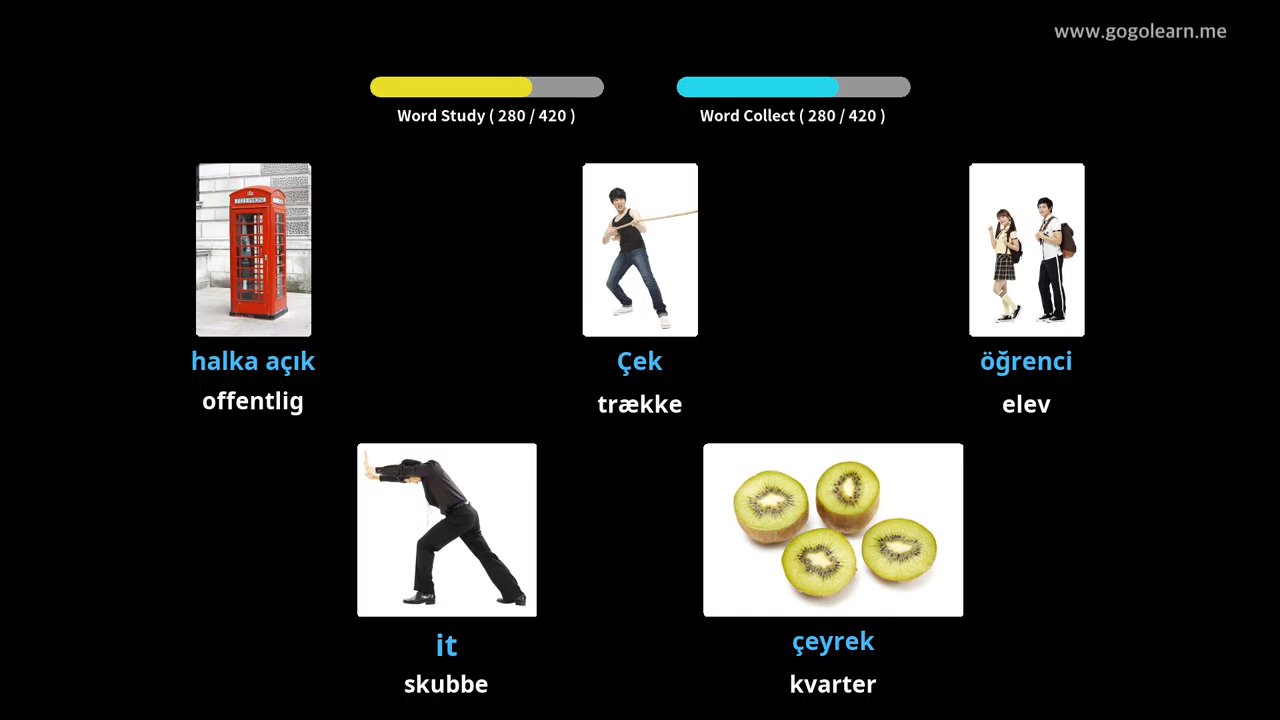 www.gogolearn.me
Word Study ( 280 / 420 )
Word Collect ( 280 / 420 )
TELEPHONE
halka açık
offentlig
Çek
trække
öğrenci
elev
it
skubbe
çeyrek
kvarter